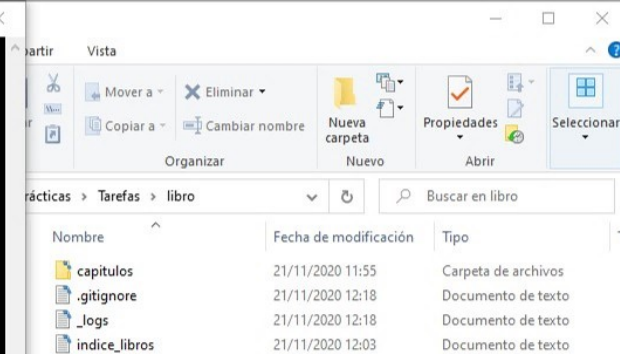 partir Vista ?
Mover a Eliminar
Copiar a Cambiar nombre
Nueva carpeta
Propiedades
Seleccionar
Organizar Nuevo Abrir
rácticas > Tarefas > libro
Buscar en libro
Nombre Fecha de modificación Tipo
capitulos 21/11/2020 11:55 Carpeta de archivos
.gitignore 21/11/2020 12:18 Documento de texto
_logs 21/11/2020 12:18 Documento de texto
indice_libros 21/11/2020 12:03 Documento de texto